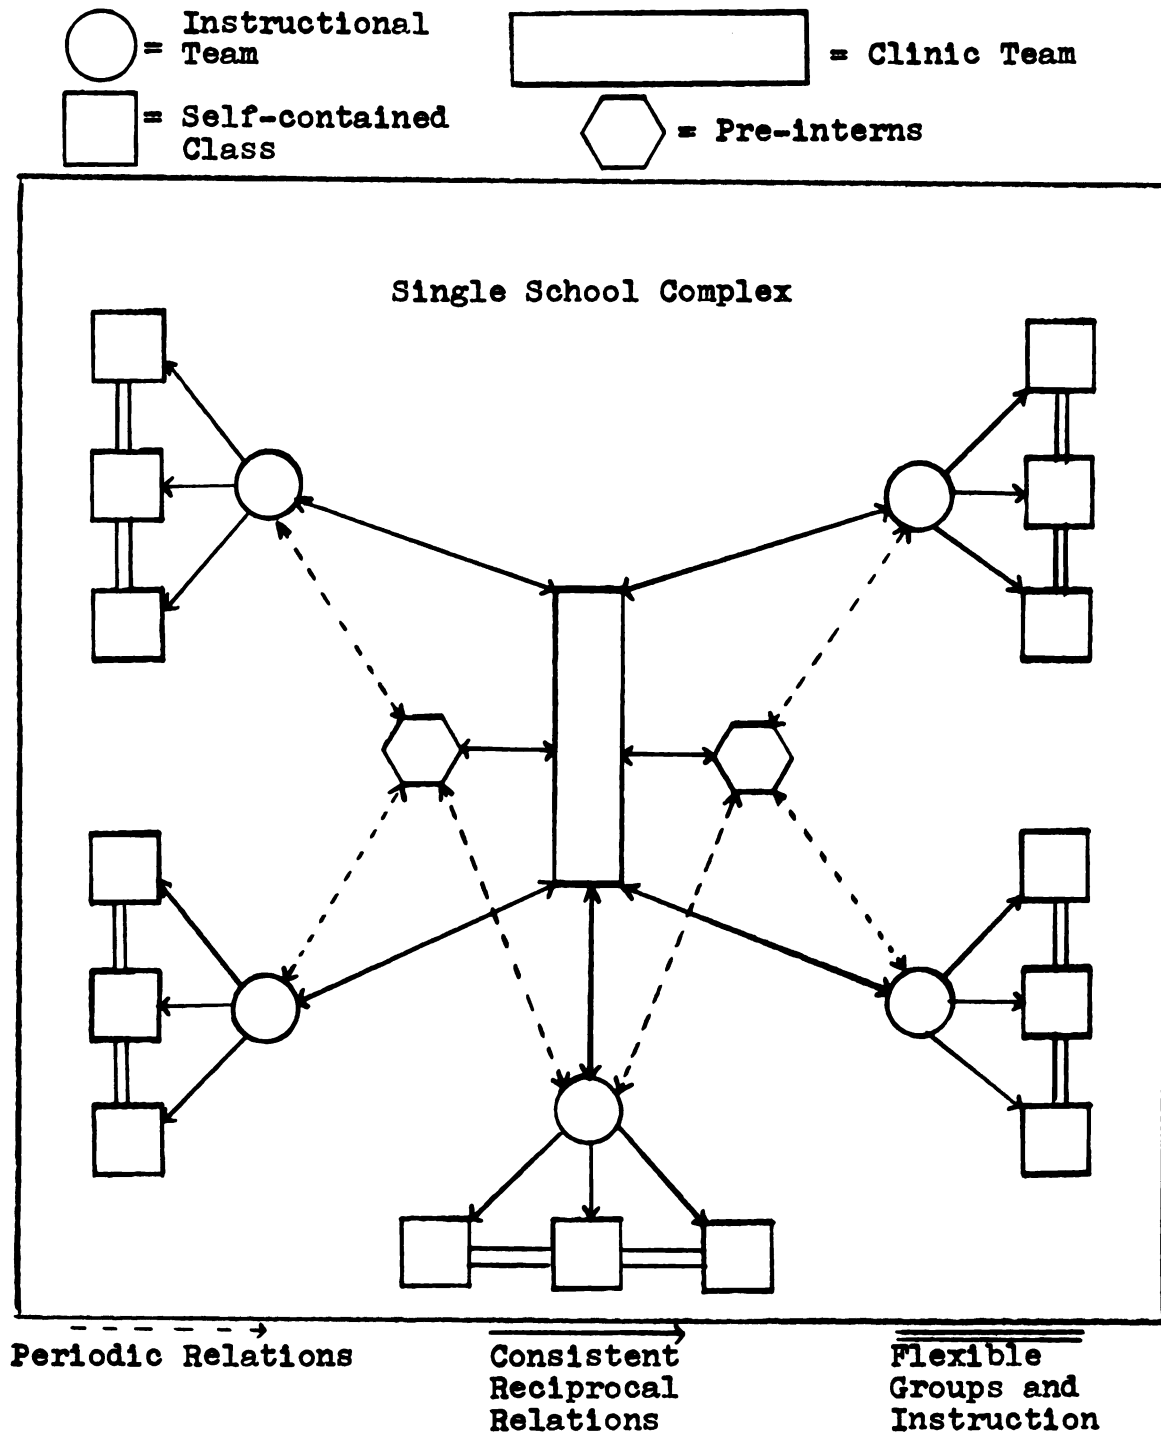 Instructional
= Team
= Clinic Team
= Self-contained
Class
= Pre-interns
Single School Complex
Periodic Relations
Consistent
Reciprocal
Relations
Flexible
Groups and
Instruction